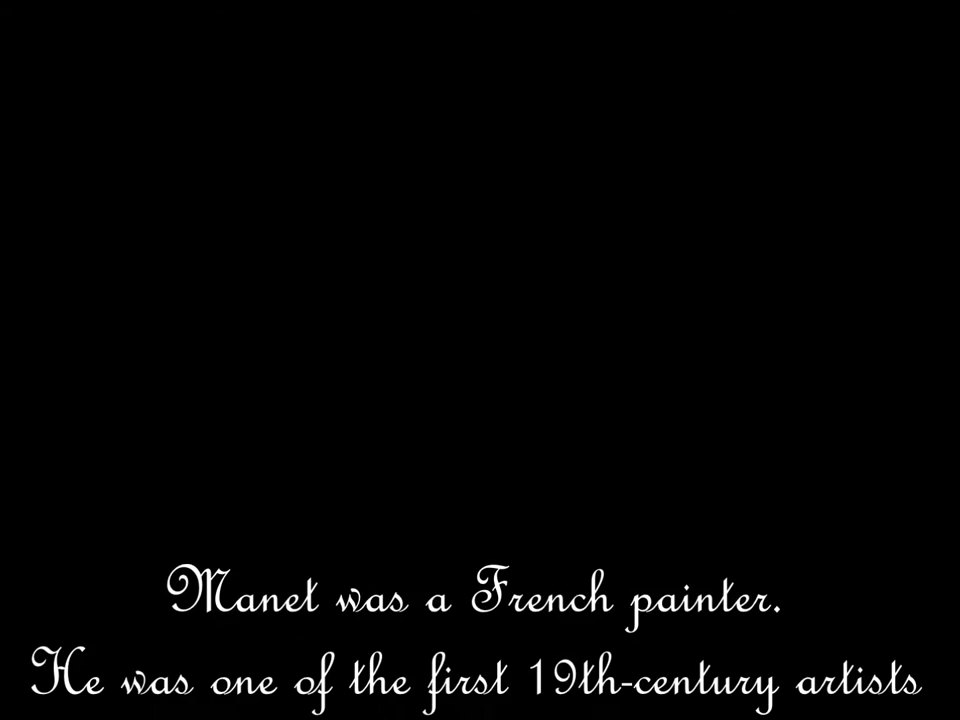 Manet was a French painter.
He was one of the first 19th-century artists